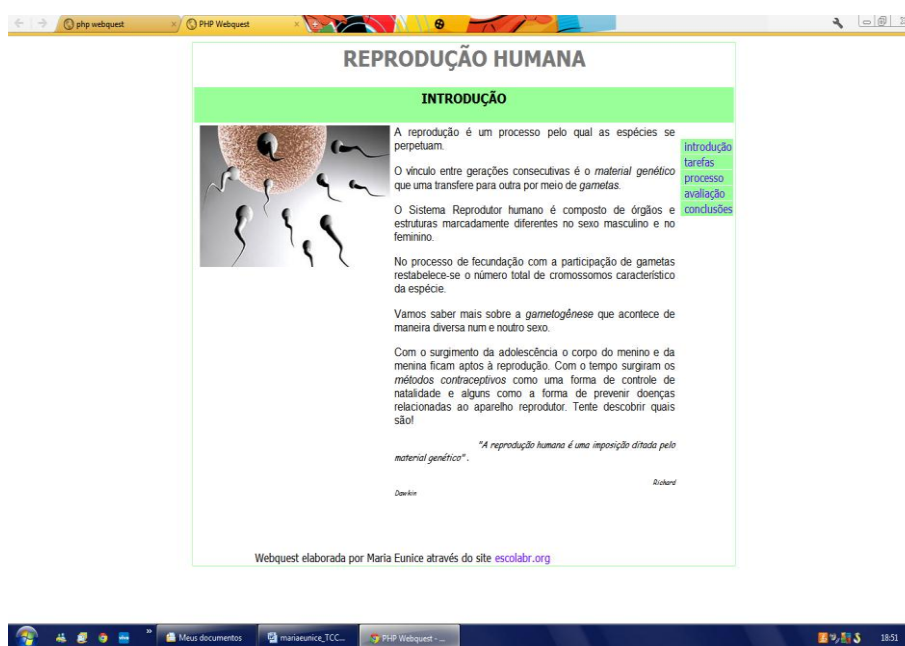 php webquest
PHP Webquest
REPRODUÇÃO HUMANA
INTRODUÇÃO
A reprodução é um processo pelo qual as espécies se
perpetuam.
O vínculo entre gerações consecutivas é o material genético
que uma transfere para outra por meio de gametas.
O Sistema Reprodutor humano é composto de órgãos e
estruturas marcadamente diferentes no sexo masculino e no
feminino.
No processo de fecundação com a participação de gametas
restabelece-se o número total de cromossomos característico
da espécie.
Vamos saber mais sobre a gametogênese que acontece de
maneira diversa num e noutro sexo.
Com o surgimento da adolescência o corpo do menino e da
menina ficam aptos à reprodução. Com o tempo surgiram os
métodos contraceptivos como uma forma de controle de
natalidade e alguns como a forma de prevenir doenças
relacionadas ao aparelho reprodutor. Tente descobrir quais
são!
"A reprodução humana é uma imposição ditada pelo
material genético" .
Richard
Dawkin
introdução
tarefas
processo
avaliação
conclusões
Webquest elaborada por Maria Eunice através do site escolabr.org
Meus documentos
mariaeunice_TCC...
PHP Webquest - ...
18:51